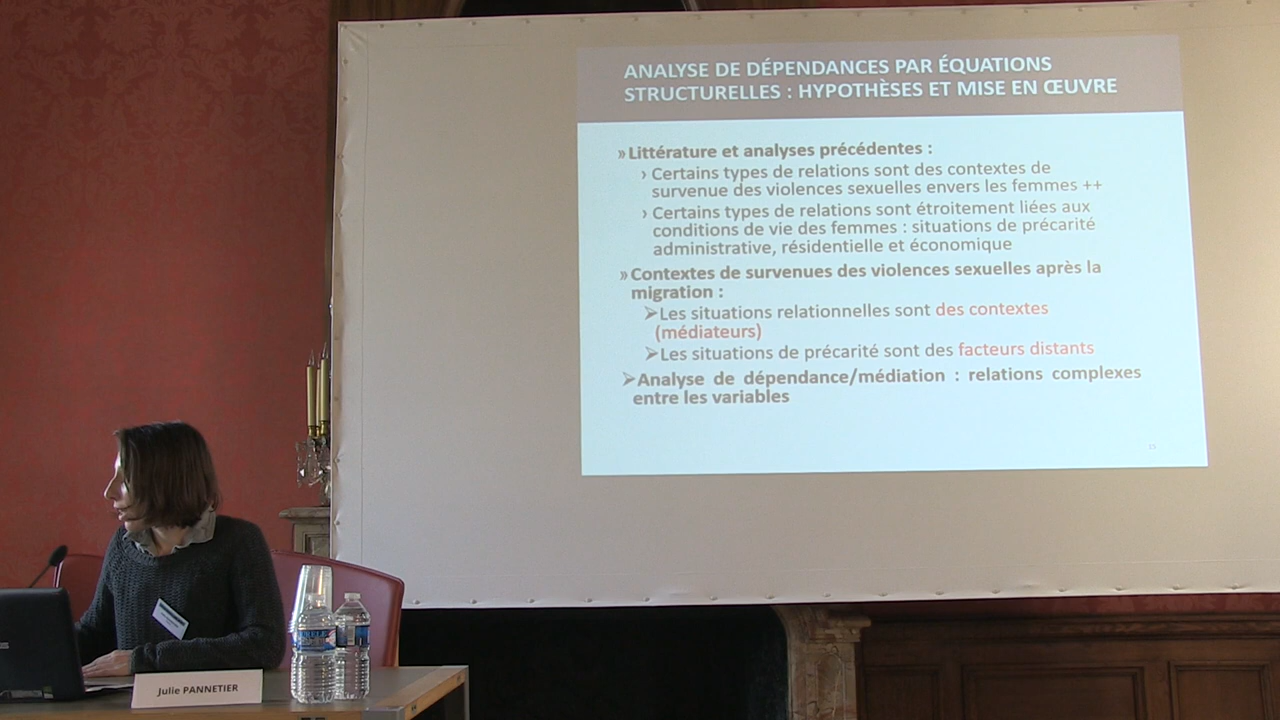 ANALYSE DE DÉPENDANCES PAR ÉQUATIONS
STRUCTURELLES : HYPOTHÈSES ET MISE EN ŒUVRE
» Littérature et analyses précédentes :
› Certains types de relations sont des contextes de
survenue des violences sexuelles envers les femmes ++
› Certains types de relations sont étroitement liées aux
conditions de vie des femmes : situations de précarité
administrative, résidentielle et économique
» Contextes de survenues des violences sexuelles après la
migration :
➢Les situations relationnelles sont des contextes
(médiateurs)
➢Les situations de précarité sont des facteurs distants
➢Analyse de dépendance/médiation : relations complexes
entre les variables
15
Julie PANNETIER